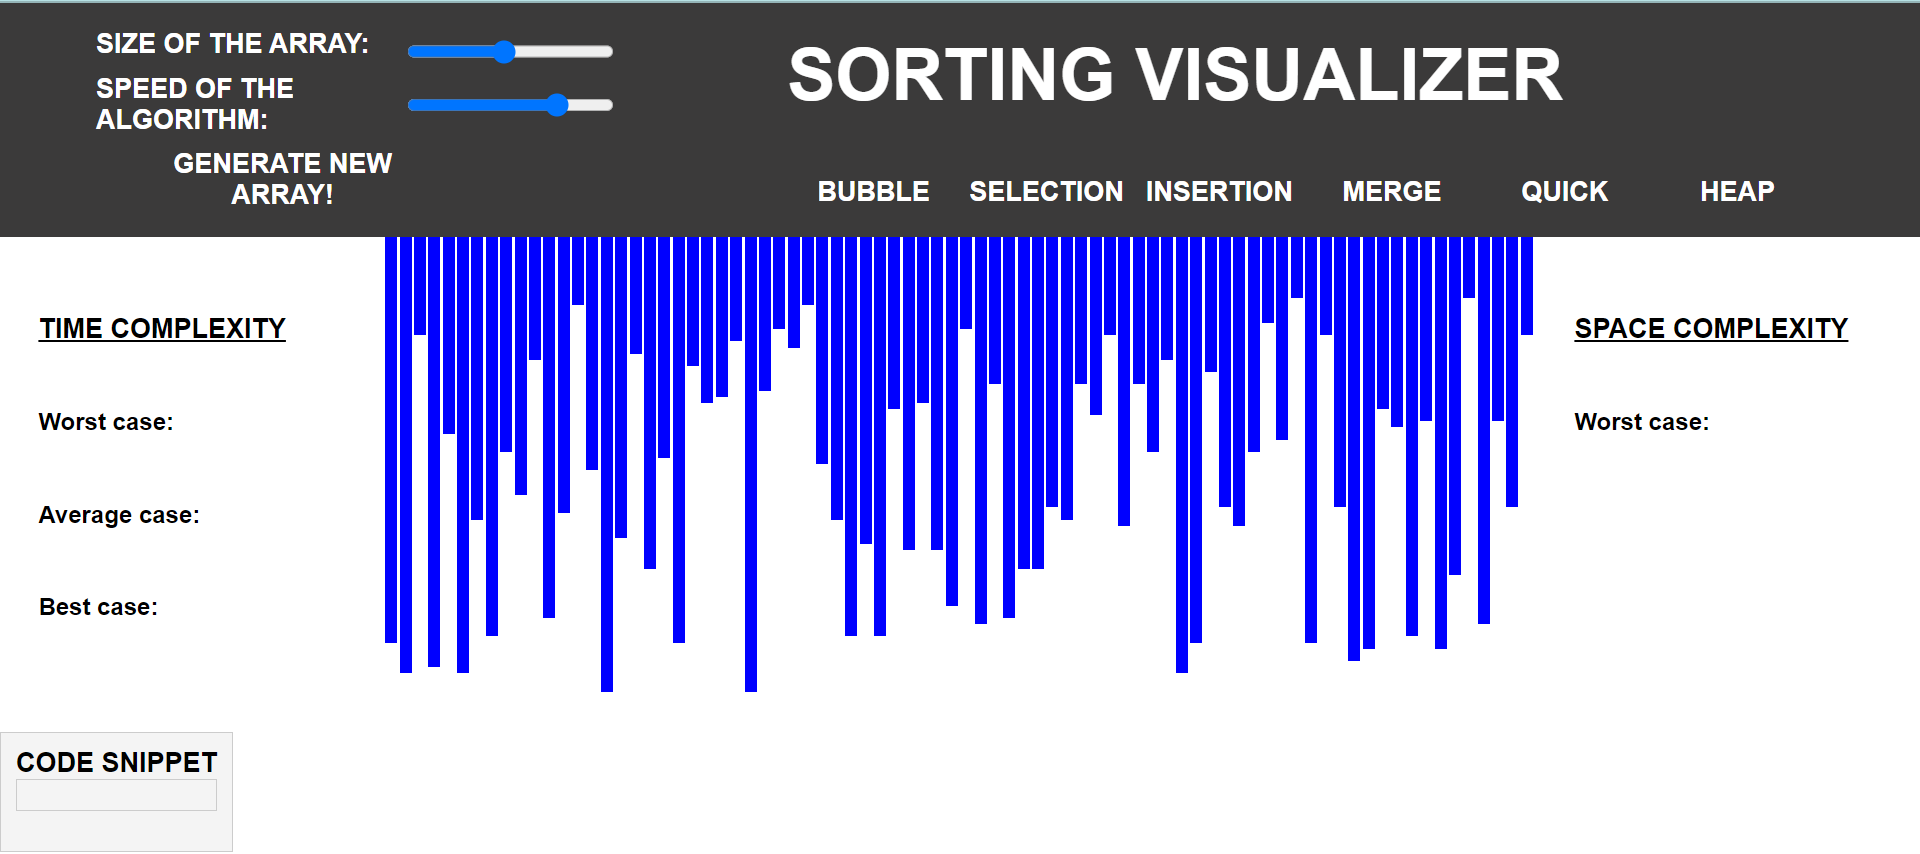 SIZE OF THE ARRAY:
SPEED OF THE
ALGORITHM:
GENERATE NEW
ARRAY!
SORTING VISUALIZER
BUBBLE SELECTION INSERTION MERGE QUICK HEAP
TIME COMPLEXITY
Worst case:
Average case:
Best case:
SPACE COMPLEXITY
Worst case:
CODE SNIPPET